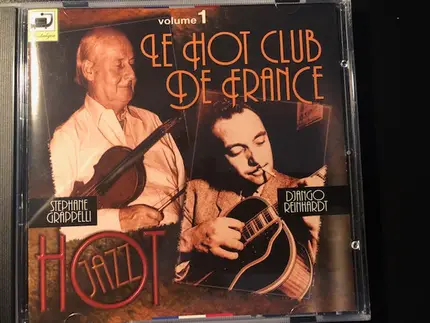 volume 1
LE HOT CLUB
DE FRANCE
STEPHANE
GRAPPELLI
DJANGO
REINHARDT
HOT
JAZZ